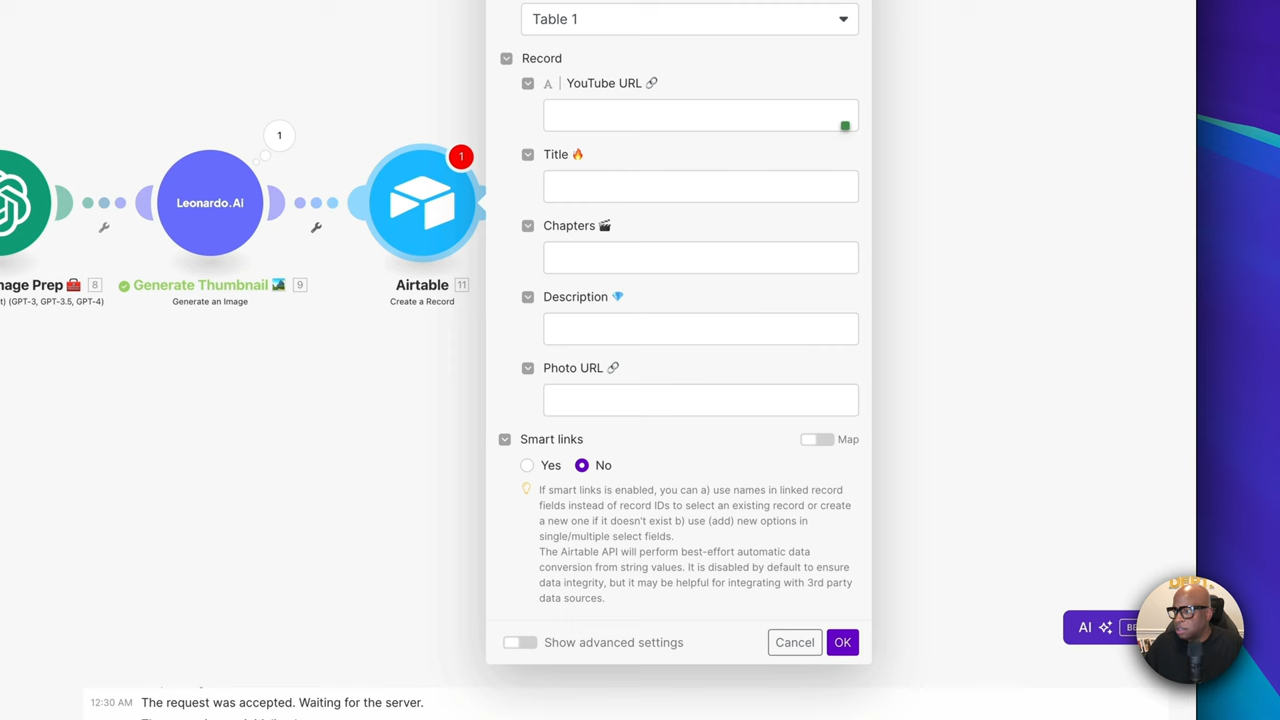 Table 1
Record
A | YouTube URL 🔗
Title 🔥
Chapters 🎬
Description 💎
Photo URL 🔗
Smart links
Map
Yes No
If smart links is enabled, you can a) use names in linked record
fields instead of record IDs to select an existing record or create
a new one if it doesn't exist b) use (add) new options in
single/multiple select fields.
The Airtable API will perform best-effort automatic data
conversion from string values. It is disabled by default to ensure
data integrity, but it may be helpful for integrating with 3rd party
data sources.
Show advanced settings
Cancel OK
1
1
Leonardo.AI
mage Prep 🧰 8
t) (GPT-3, GPT-3.5, GPT-4)
Generate Thumbnail 🏞️ 9
Generate an Image
Airtable 11
Create a Record
AI
12:30 AM The request was accepted. Waiting for the server.